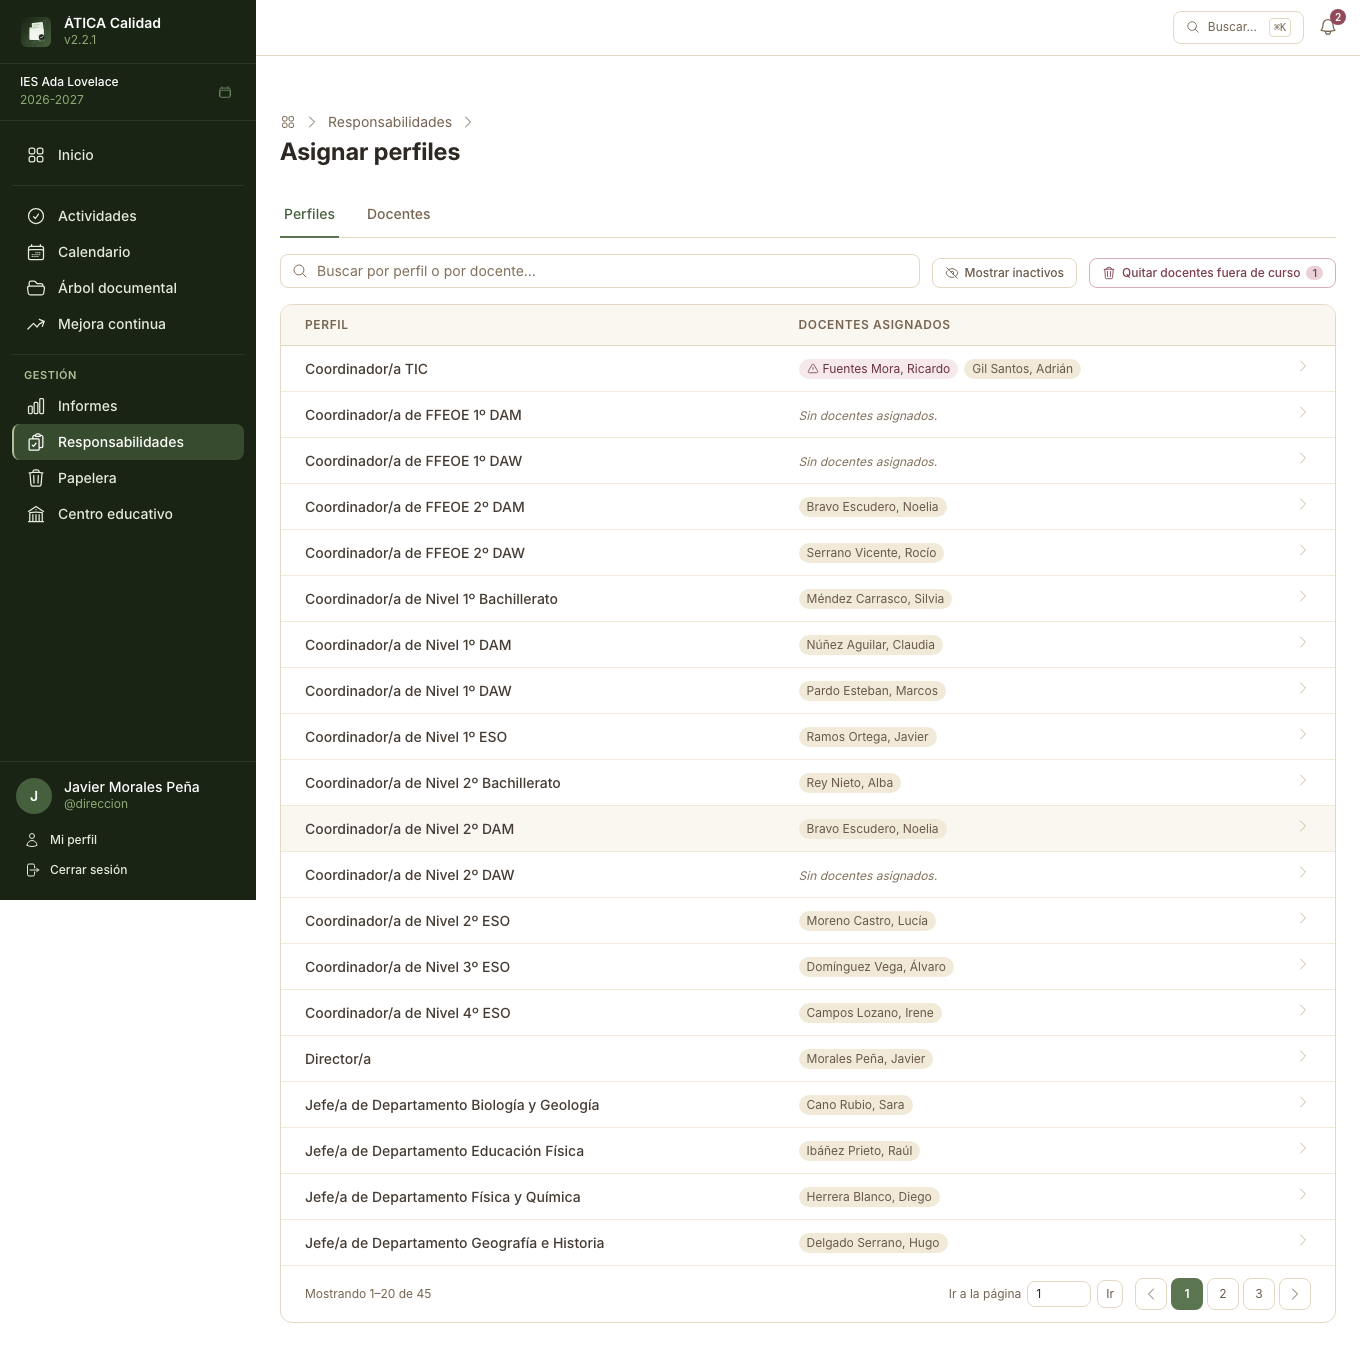 ÁTICA Calidad
v2.2.1
IES Ada Lovelace
2026-2027
Inicio
Actividades
Calendario
Árbol documental
Mejora continua
GESTIÓN
Informes
Responsabilidades
Papelera
Centro educativo
J
Javier Morales Peña
@direccion
Mi perfil
Cerrar sesión
Buscar... ⌘K
2
Responsabilidades
Asignar perfiles
Perfiles Docentes
Buscar por perfil o por docente...
Mostrar inactivos
Quitar docentes fuera de curso 1
PERFIL DOCENTES ASIGNADOS
Coordinador/a TIC Fuentes Mora, Ricardo Gil Santos, Adrián
Coordinador/a de FFEOE 1º DAM Sin docentes asignados.
Coordinador/a de FFEOE 1º DAW Sin docentes asignados.
Coordinador/a de FFEOE 2º DAM Bravo Escudero, Noelia
Coordinador/a de FFEOE 2º DAW Serrano Vicente, Rocío
Coordinador/a de Nivel 1º Bachillerato Méndez Carrasco, Silvia
Coordinador/a de Nivel 1º DAM Núñez Aguilar, Claudia
Coordinador/a de Nivel 1º DAW Pardo Esteban, Marcos
Coordinador/a de Nivel 1º ESO Ramos Ortega, Javier
Coordinador/a de Nivel 2º Bachillerato Rey Nieto, Alba
Coordinador/a de Nivel 2º DAM Bravo Escudero, Noelia
Coordinador/a de Nivel 2º DAW Sin docentes asignados.
Coordinador/a de Nivel 2º ESO Moreno Castro, Lucía
Coordinador/a de Nivel 3º ESO Domínguez Vega, Álvaro
Coordinador/a de Nivel 4º ESO Campos Lozano, Irene
Director/a Morales Peña, Javier
Jefe/a de Departamento Biología y Geología Cano Rubio, Sara
Jefe/a de Departamento Educación Física Ibáñez Prieto, Raúl
Jefe/a de Departamento Física y Química Herrera Blanco, Diego
Jefe/a de Departamento Geografía e Historia Delgado Serrano, Hugo
Mostrando 1–20 de 45 Ir a la página 1 Ir 1 2 3